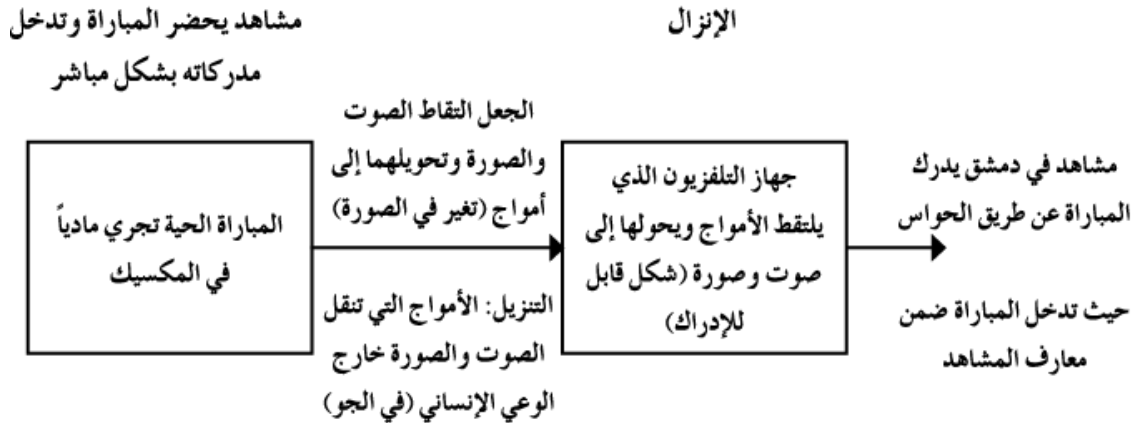 مشاهد يحضر المباراة وتدخل
مدركاته بشكل مباشر
الإنزال
الجعل التقاط الصوت
والصورة وتحويلهما إلى
أمواج (تغير في الصورة)
المباراة الحية تجري مادياً
في المكسيك
التنزيل: الأمواج التي تنقل
الصوت والصورة خارج
الوعي الإنساني (في الجو)
جهاز التلفزيون الذي
يلتقط الأمواج ويحولها إلى
صوت وصورة (شكل قابل
للإدراك)
مشاهد في دمشق يدرك
المباراة عن طريق الحواس
حيث تدخل المباراة ضمن
معارف المشاهد